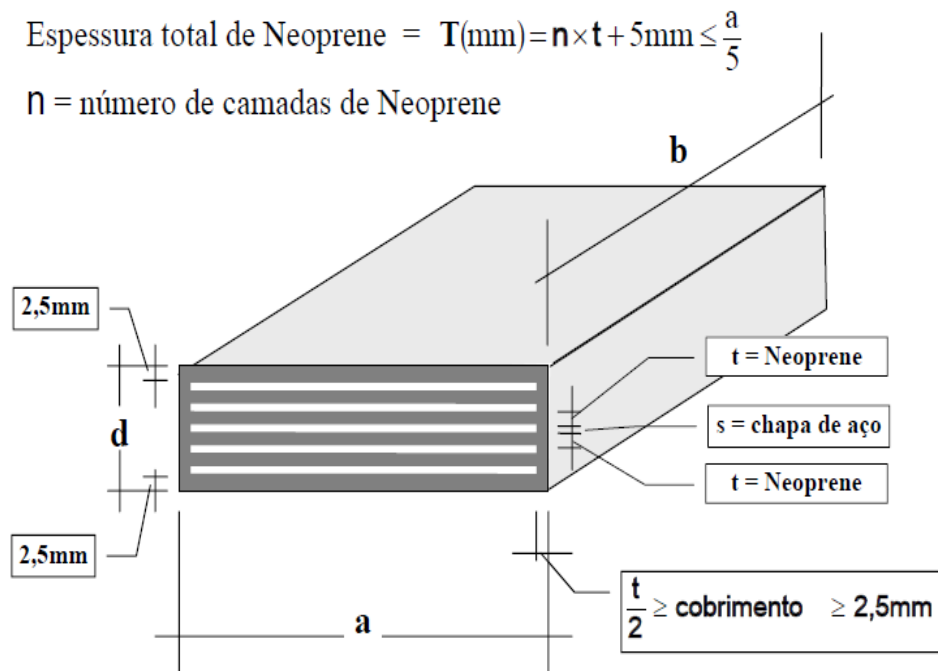 Espessura total de Neoprene = T(mm)=n×t+5mm≤a/5
n = número de camadas de Neoprene
b
2,5mm
t = Neoprene
d
s = chapa de aço
t = Neoprene
2,5mm
t/2 ≥ cobrimento ≥ 2,5mm
a